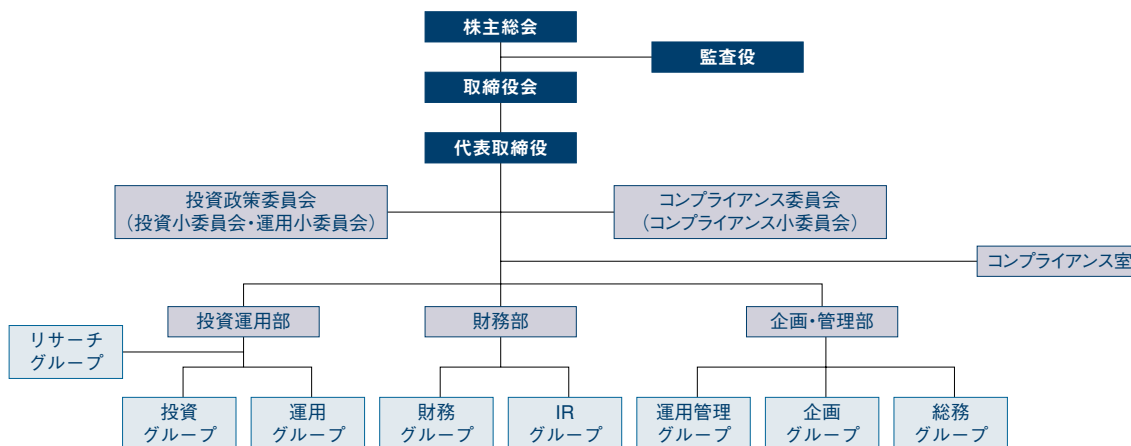 株主総会
監査役
取締役会
代表取締役
投資政策委員会
（投資小委員会・運用小委員会）
コンプライアンス委員会
（コンプライアンス小委員会）
コンプライアンス室
投資運用部
財務部
企画・管理部
リサーチ
グループ
投資
グループ
運用
グループ
財務
グループ
IR
グループ
運用管理
グループ
企画
グループ
総務
グループ